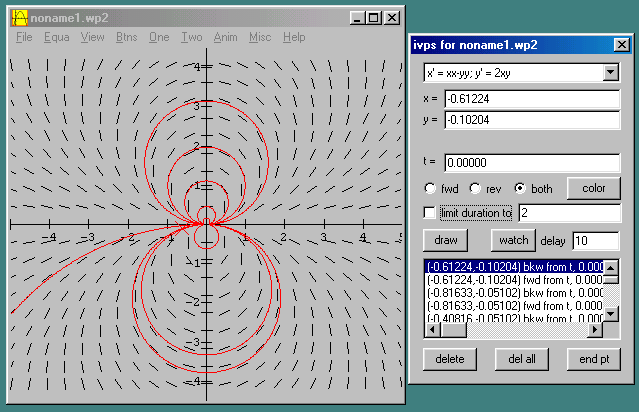 noname1.wp2
File Equa View Btns One Two Anim Misc Help
4
3
2
1
-4 -3 -2 -1 1 2 3 4 5
-1
-2
-3
-4
ivps for noname1.wp2
x' = xx-yy; y' = 2xy
x = -0.61224
y = -0.10204
t = 0.00000
fwd rev both color
limit duration to 2
draw watch delay 10
(-0.61224,-0.10204) bkw from t, 0.000
(-0.61224,-0.10204) fwd from t, 0.000
(-0.81633,-0.05102) bkw from t, 0.000
(-0.81633,-0.05102) fwd from t, 0.000
(-0.40816,-0.05102) bkw from t, 0.000
delete del all end pt